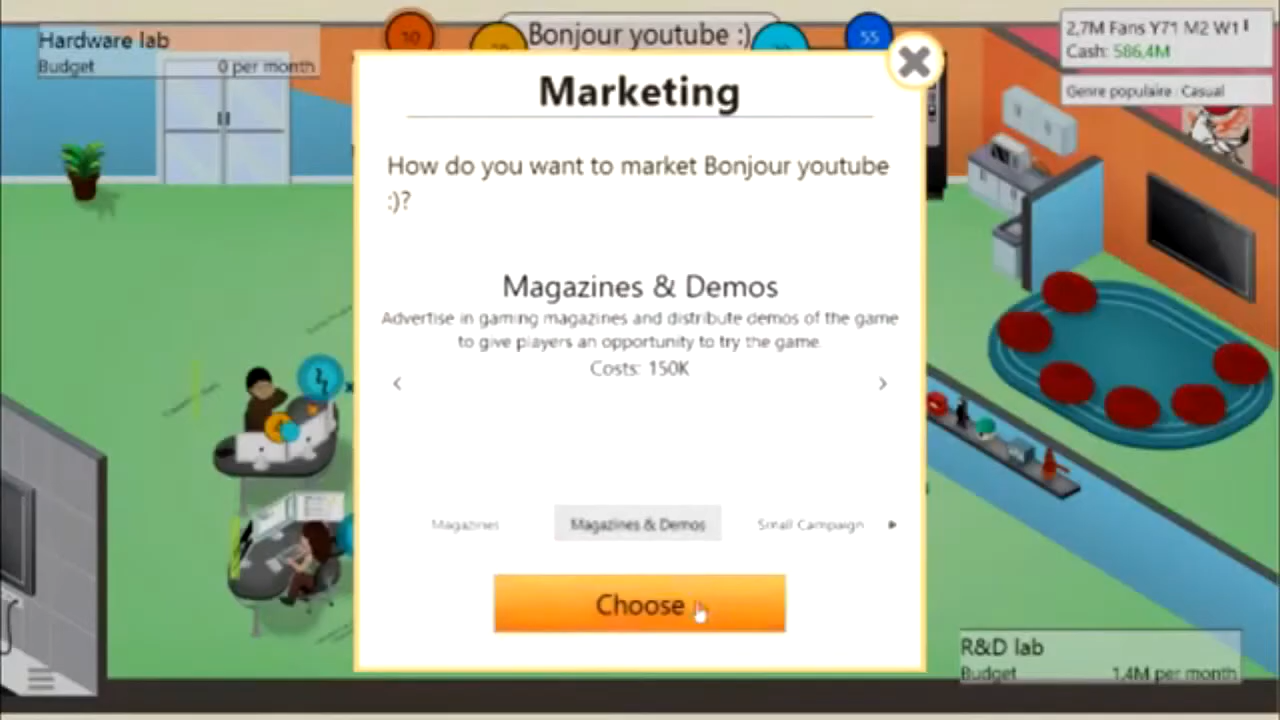 Hardware lab
Budget 0 per month
10
55
Bonjour youtube :)
2,7M Fans Y71 M2 W1
Cash: 586,4M
Genre populaire : Casual
Marketing
How do you want to market Bonjour youtube
:)?
Magazines & Demos
Advertise in gaming magazines and distribute demos of the game
to give players an opportunity to try the game.
Costs: 150K
Magazines
Magazines & Demos
Small Campaign
Choose
R&D lab
Budget 1.4M per month